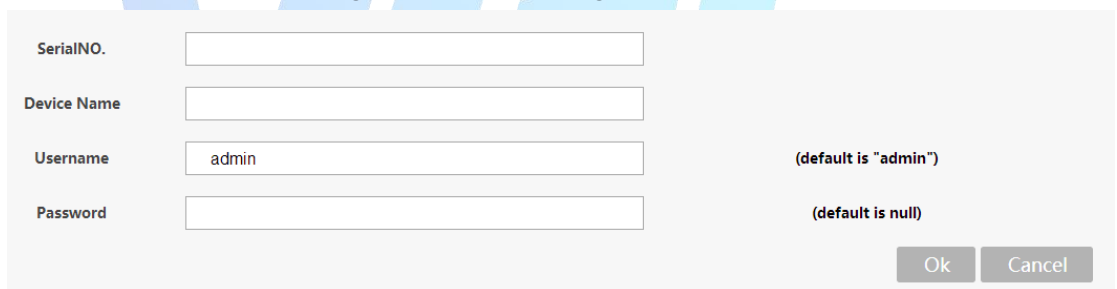 SerialNO.
Device Name
Username admin (default is "admin")
Password (default is null)
Ok Cancel